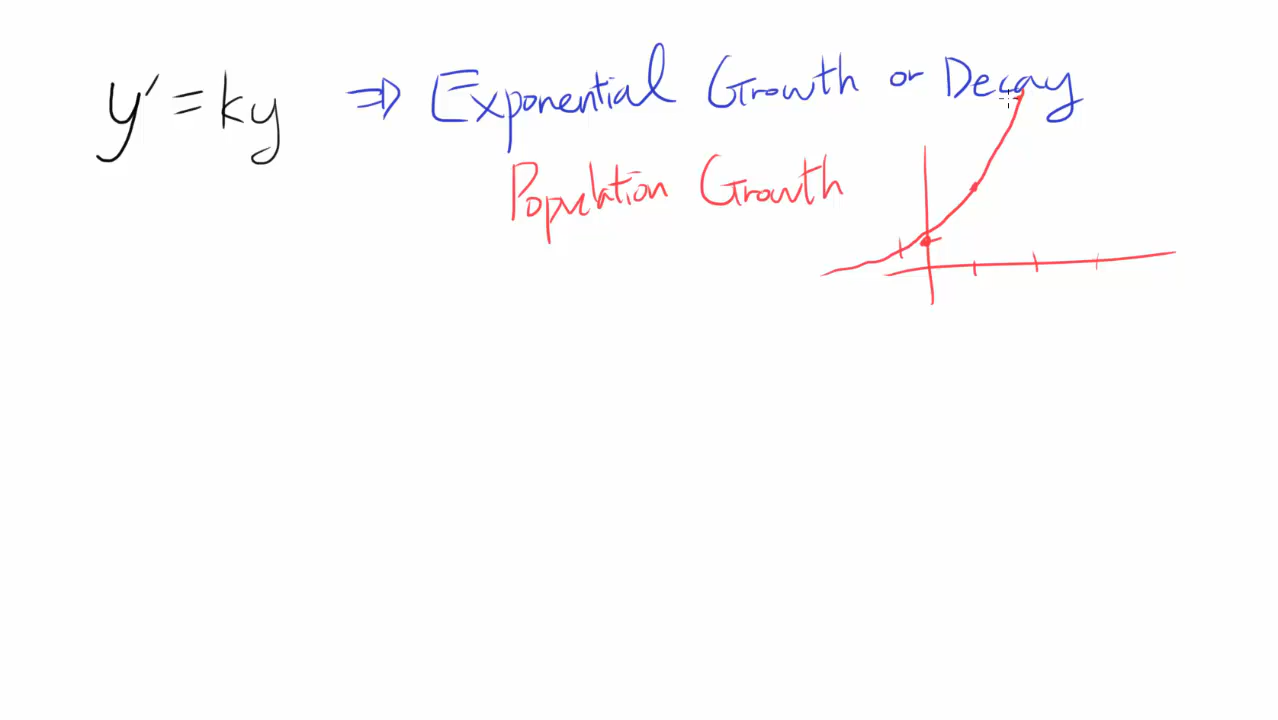 y' = ky ⇒ Exponential Growth or Decay
Population Growth